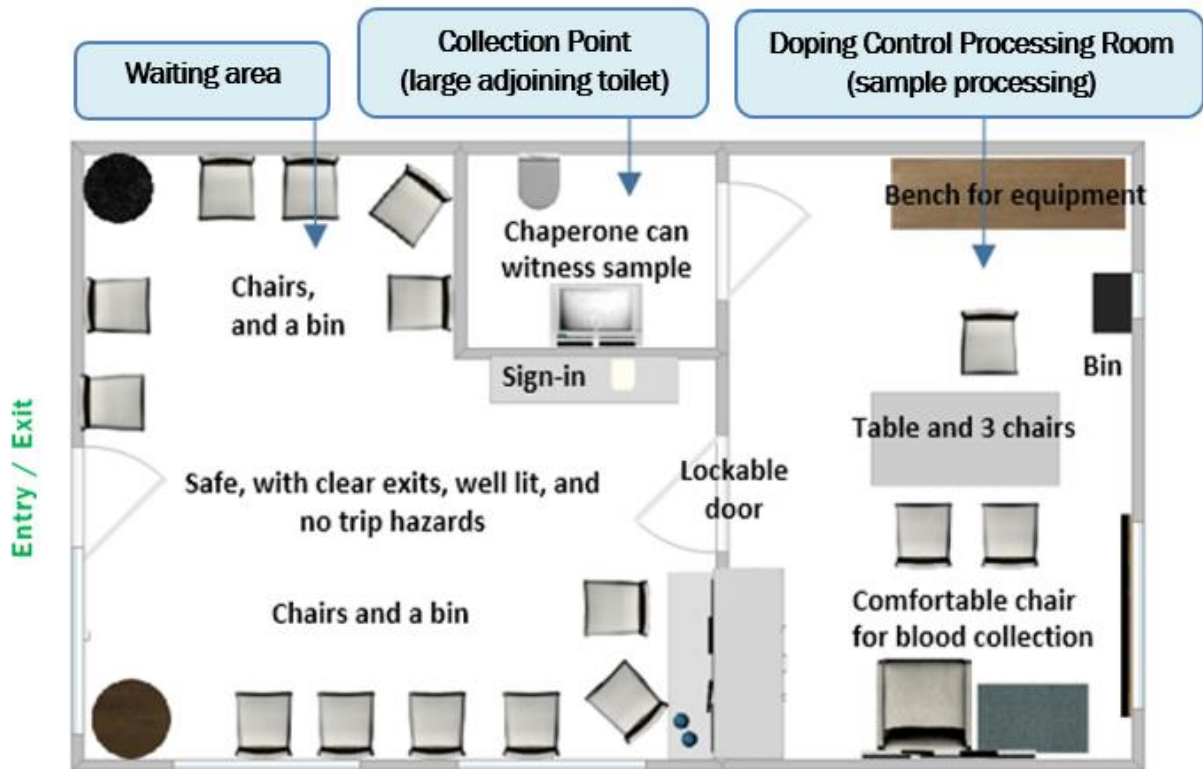 Waiting area
Collection Point
(large adjoining toilet)
Doping Control Processing Room
(sample processing)
Bench for equipment
Chaperone can
witness sample
Chairs,
and a bin
Sign-in
Bin
Table and 3 chairs
Entry / Exit
Safe, with clear exits, well lit, and
no trip hazards
Lockable
door
Chairs and a bin
Comfortable chair
for blood collection